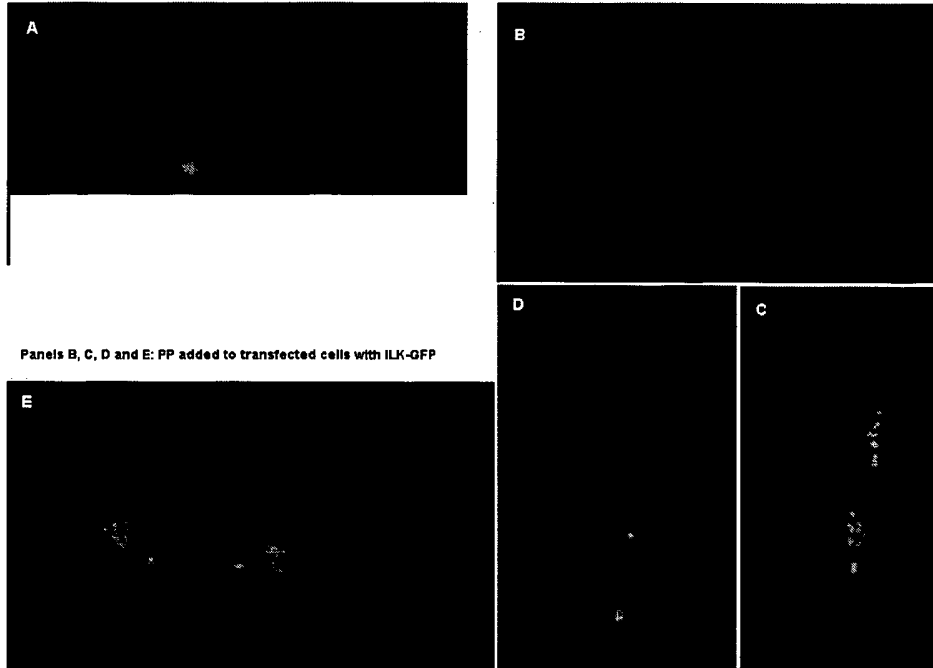 A
B
D
C
Panels B, C, D and E: PP added to transfected cells with ILK-GFP
E